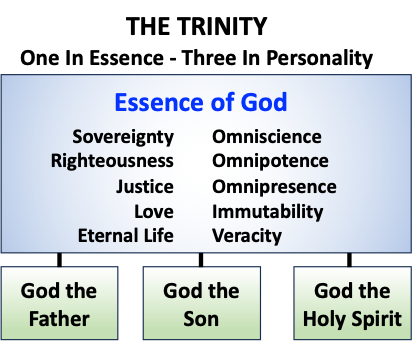 THE TRINITY
One In Essence - Three In Personality
Essence of God
Sovereignty Omniscience
Righteousness Omnipotence
Justice Omnipresence
Love Immutability
Eternal Life Veracity
God the Father
God the Son
God the Holy Spirit